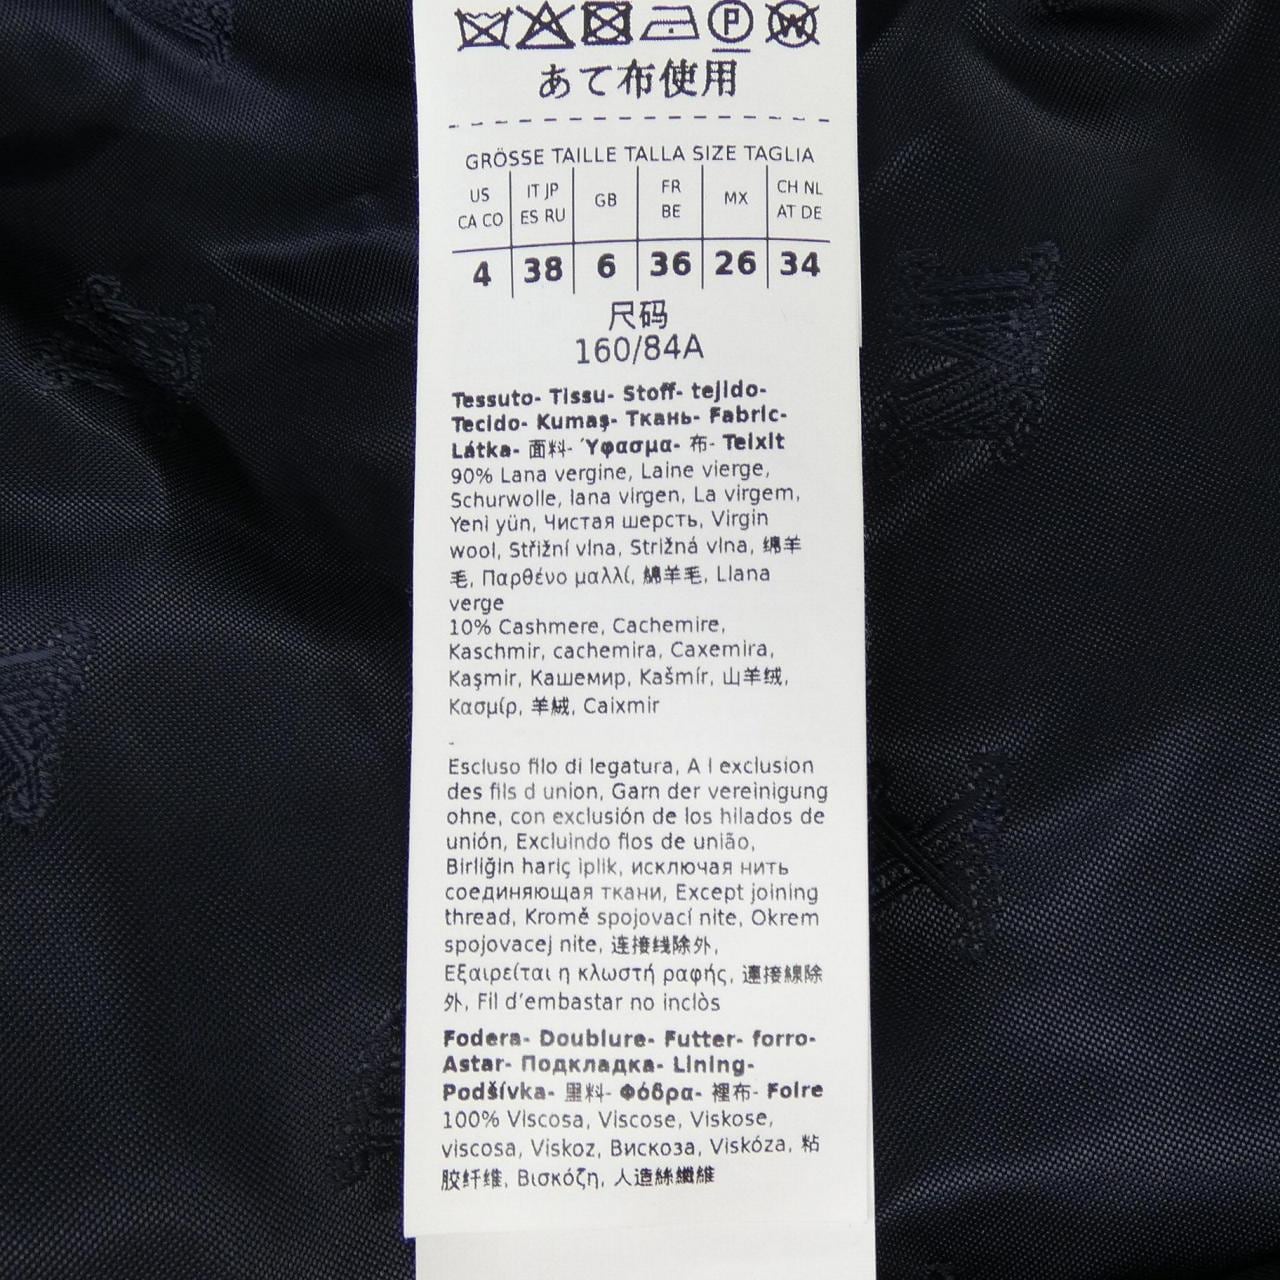 P W
あて布使用
GRÖSSE TAILLE TALLA SIZE TAGLIA
US CA CO | IT JP ES RU | GB | FR BE | MX | CH NL AT DE
4 | 38 | 6 | 36 | 26 | 34
尺码
160/84A
Tessuto- Tissu- Stoff- tejido-
Tecido- Kumaş- Ткань- Fabric-
Látka- 面料- Ύφασμα- 布- Teixit
90% Lana vergine, Laine vierge,
Schurwolle, lana virgen, La virgem,
Yeni yün, Чистая шерсть, Virgin
wool, Střižní vlna, Strižná vlna, 绵羊
毛, Παρθένο μαλλί, 綿羊毛, Llana
verge
10% Cashmere, Cachemire,
Kaschmir, cachemira, Caxemira,
Kaşmir, Кашемир, Kašmír, 山羊绒,
Κασμίρ, 羊絨, Caixmir
-
Escluso filo di legatura, A l exclusion
des fils d union, Garn der vereinigung
ohne, con exclusión de los hilados de
unión, Excluindo fios de união,
Birliğin hariç iplik, исключая нить
соединяющая ткани, Except joining
thread, Kromě spojovací nite, Okrem
spojovacej nite, 连接线除外,
Εξαιρείται η κλωστή ραφής, 連接線除
外, Fil d'embastar no inclòs
Fodera- Doublure- Futter- forro-
Astar- Подкладка- Lining-
Podšívka- 里料- Φόδρα- 裡布- Folre
100% Viscosa, Viscose, Viskose,
viscosa, Viskoz, Вискоза, Viskóza, 粘
胶纤维, Βισκόζη, 人造絲纖維